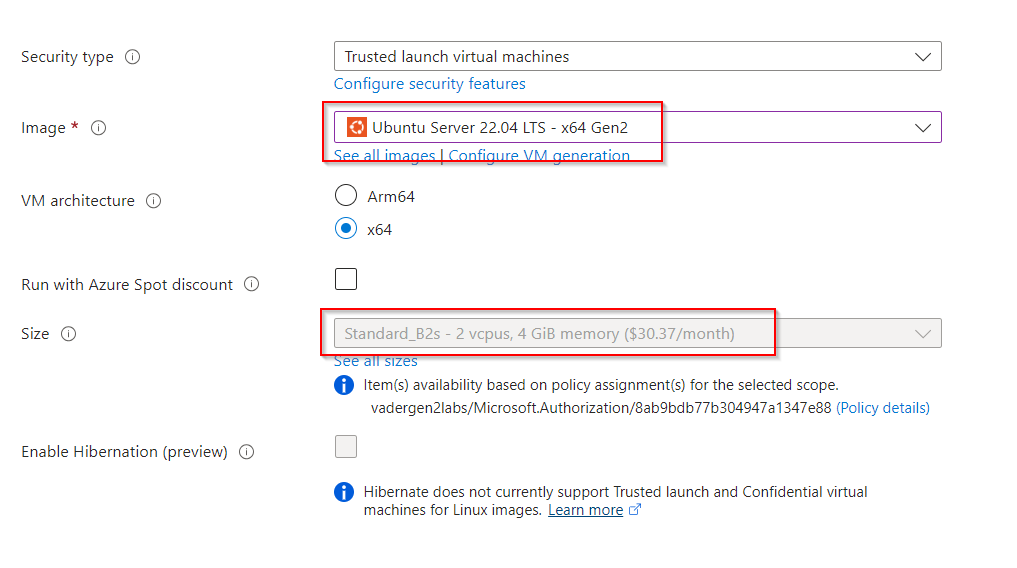 Security type
Trusted launch virtual machines
Configure security features
Image *
Ubuntu Server 22.04 LTS - x64 Gen2
See all images | Configure VM generation
VM architecture
Arm64
x64
Run with Azure Spot discount
Size
Standard_B2s - 2 vcpus, 4 GiB memory ($30.37/month)
See all sizes
Item(s) availability based on policy assignment(s) for the selected scope.
vadergen2labs/Microsoft.Authorization/8ab9bdb77b304947a1347e88 (Policy details)
Enable Hibernation (preview)
Hibernate does not currently support Trusted launch and Confidential virtual
machines for Linux images. Learn more